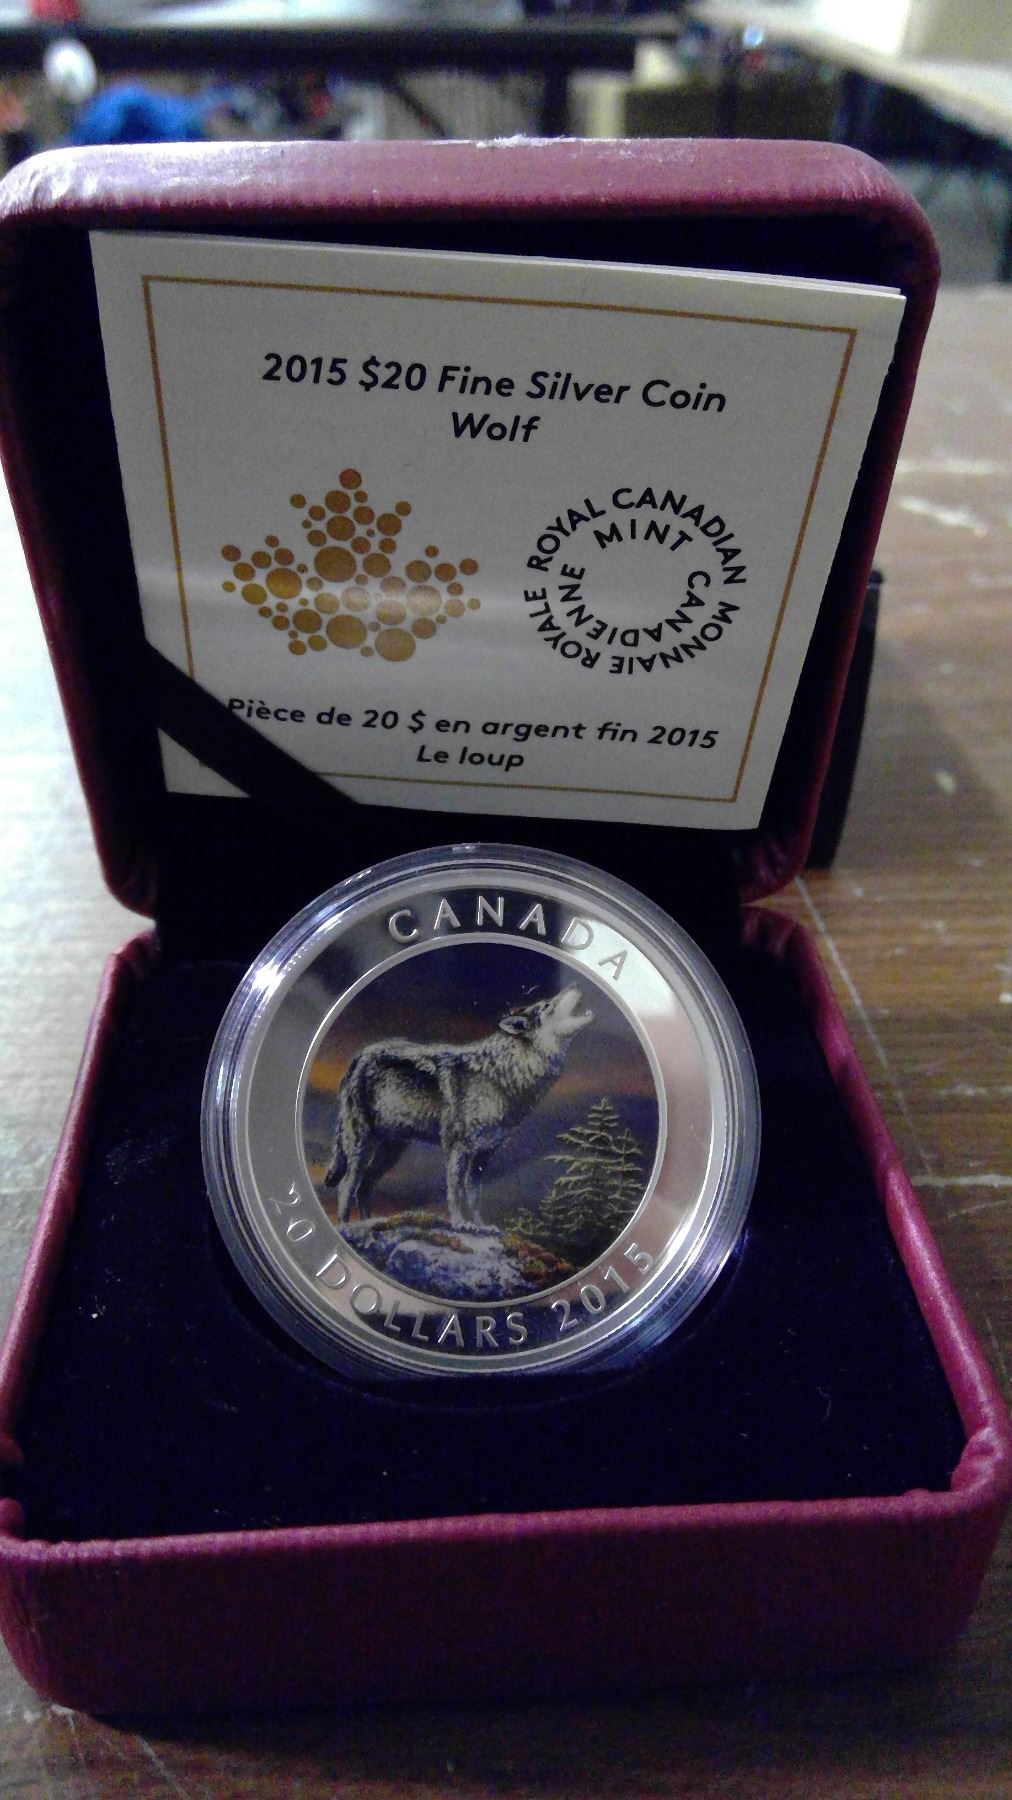 2015 $20 Fine Silver Coin
Wolf
ROYAL CANADIAN MINT
MONNAIE ROYALE CANADIENNE
Pièce de 20 $ en argent fin 2015
Le loup
CANADA
20 DOLLARS 2015